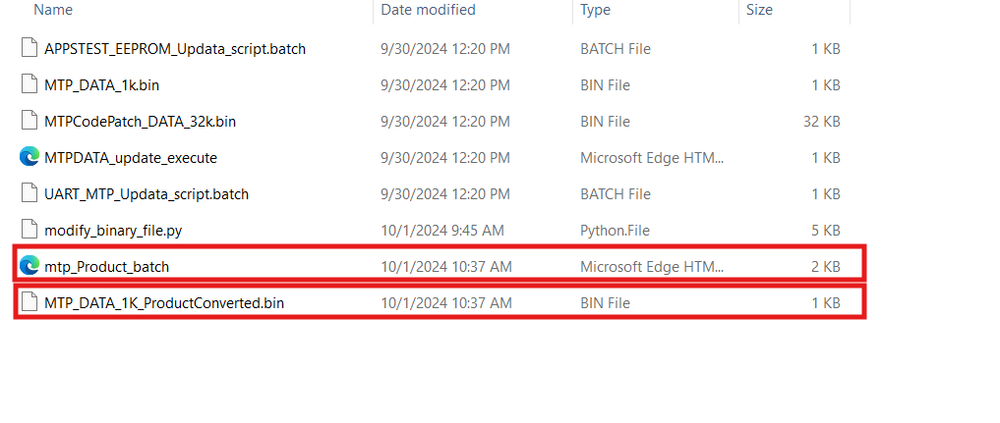 Name Date modified Type Size
APPSTEST_EEPROM_Updata_script.batch 9/30/2024 12:20 PM BATCH File 1 KB
MTP_DATA_1k.bin 9/30/2024 12:20 PM BIN File 1 KB
MTPCodePatch_DATA_32k.bin 9/30/2024 12:20 PM BIN File 32 KB
MTPDATA_update_execute 9/30/2024 12:20 PM Microsoft Edge HTM... 1 KB
UART_MTP_Updata_script.batch 9/30/2024 12:20 PM BATCH File 1 KB
modify_binary_file.py 10/1/2024 9:45 AM Python.File 5 KB
mtp_Product_batch 10/1/2024 10:37 AM Microsoft Edge HTM... 2 KB
MTP_DATA_1K_ProductConverted.bin 10/1/2024 10:37 AM BIN File 1 KB